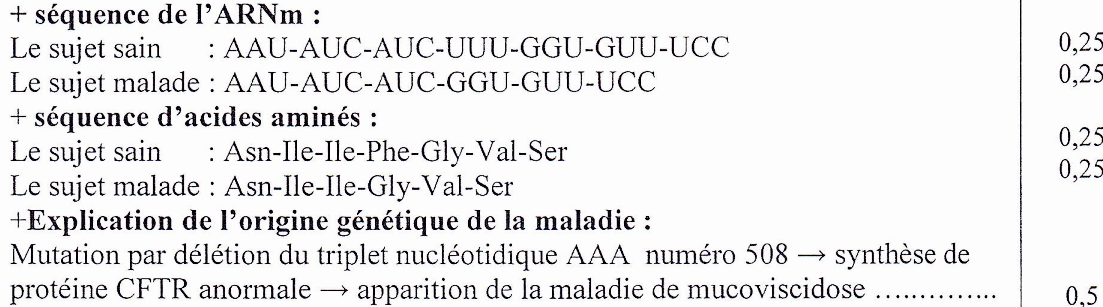 + séquence de l'ARNm :
Le sujet sain : AAU-AUC-AUC-UUU-GGU-GUU-UCC 0,25
Le sujet malade : AAU-AUC-AUC-GGU-GUU-UCC 0,25
+ séquence d'acides aminés :
Le sujet sain : Asn-Ile-Ile-Phe-Gly-Val-Ser 0,25
Le sujet malade : Asn-Ile-Ile-Gly-Val-Ser 0,25
+Explication de l'origine génétique de la maladie :
Mutation par délétion du triplet nucléotidique AAA numéro 508 → synthèse de
protéine CFTR anormale → apparition de la maladie de mucoviscidose .............. 0,5